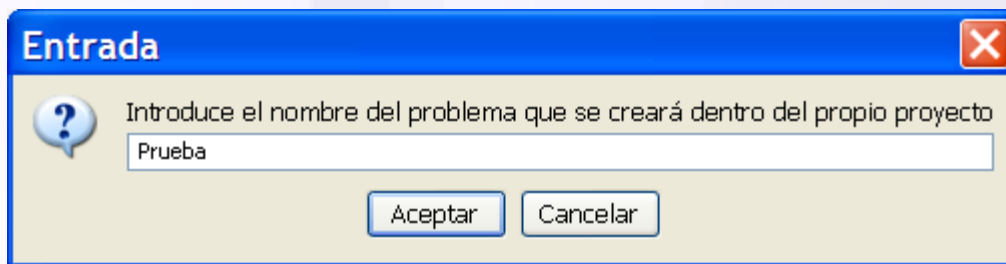 Entrada
Introduce el nombre del problema que se creará dentro del propio proyecto
Prueba
Aceptar Cancelar